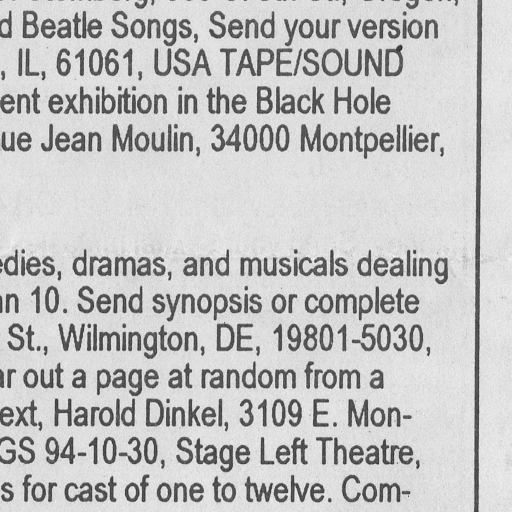 d Beatle Songs, Send your version
, IL, 61061, USA TAPE/SOUND
ent exhibition in the Black Hole
ue Jean Moulin, 34000 Montpellier,
edies, dramas, and musicals dealing
an 10. Send synopsis or complete
St., Wilmington, DE, 19801-5030,
ar out a page at random from a
ext, Harold Dinkel, 3109 E. Mon-
GS 94-10-30, Stage Left Theatre,
s for cast of one to twelve. Com-